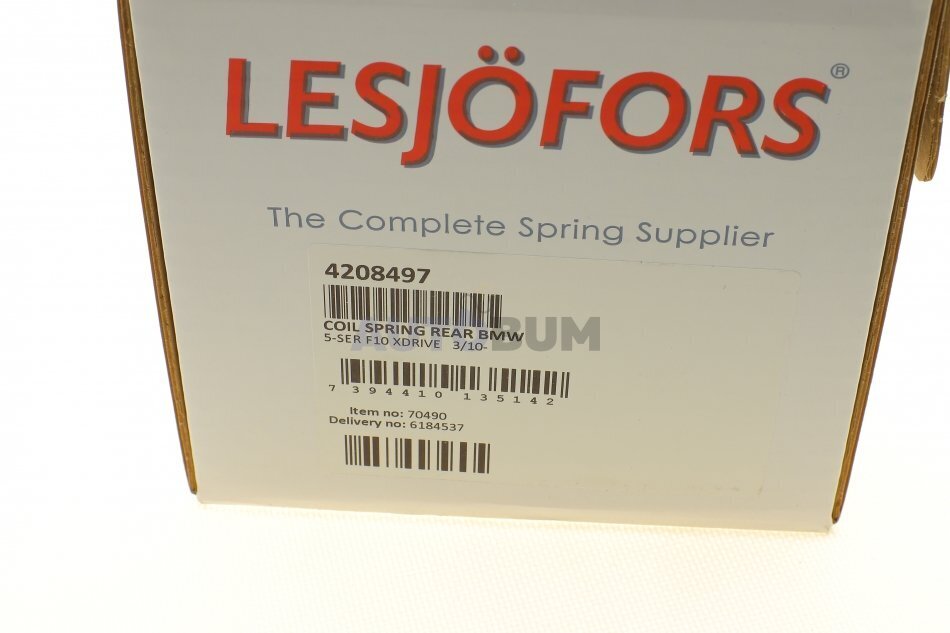 LESJÖFORS®
The Complete Spring Supplier
4208497
COIL SPRING REAR BMW
5-SER F10 XDRIVE 3/10-
AUTOBUM
7 394410 135142
Item no: 70490
Delivery no: 6184537